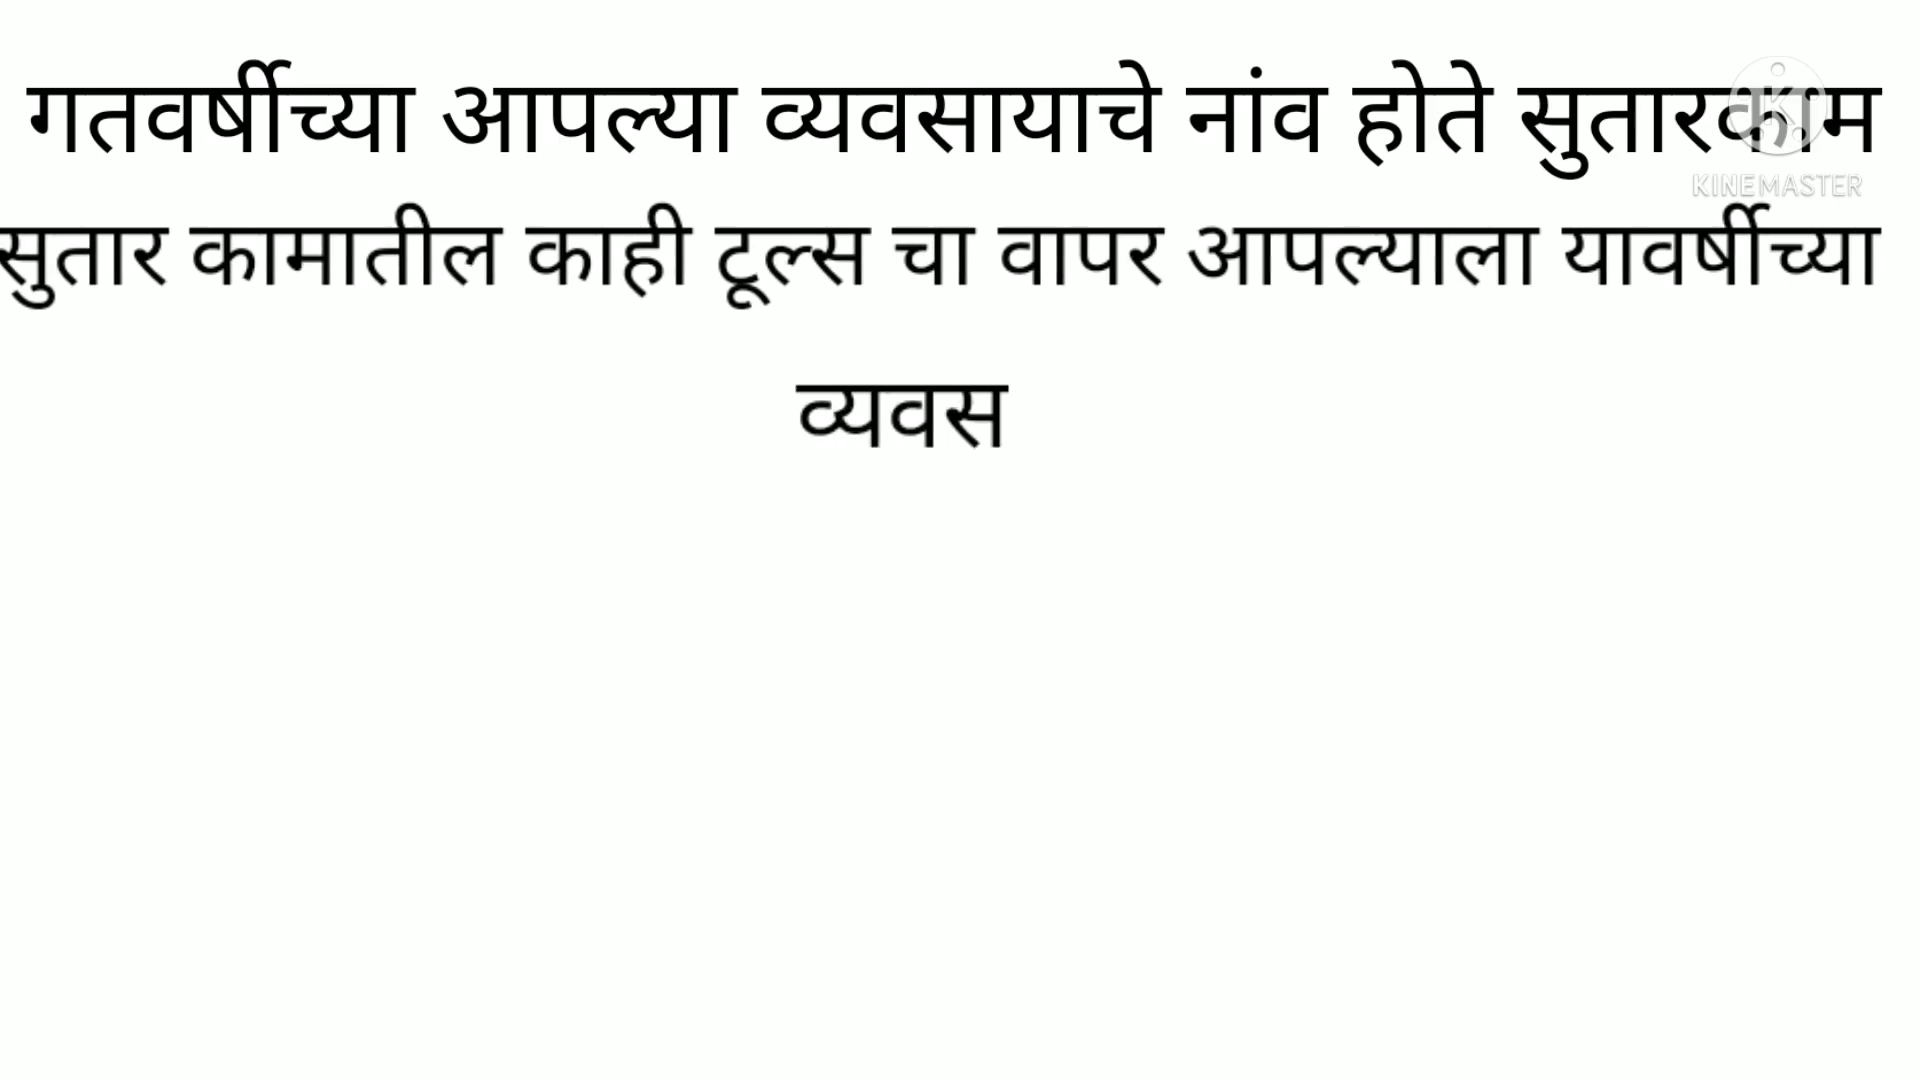 गतवर्षीच्या आपल्या व्यवसायाचे नांव होते सुतारकाम
KINEMASTER
सुतार कामातील काही टूल्स चा वापर आपल्याला यावर्षीच्या
व्यवस